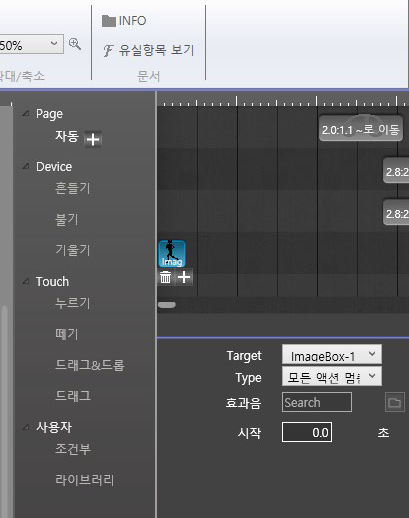 INFO
50%
유실항목 보기
확대/축소
문서
Page
자동
2.0:1.1 ~로 이동
Device
흔들기
2.8:2
불기
2.8:2
기울기
Imag
Touch
누르기
떼기
드래그&드롭
드래그
사용자
조건부
라이브러리
Target
ImageBox-1
Type
모든 액션 멈
효과음
Search
시작
0.0
초